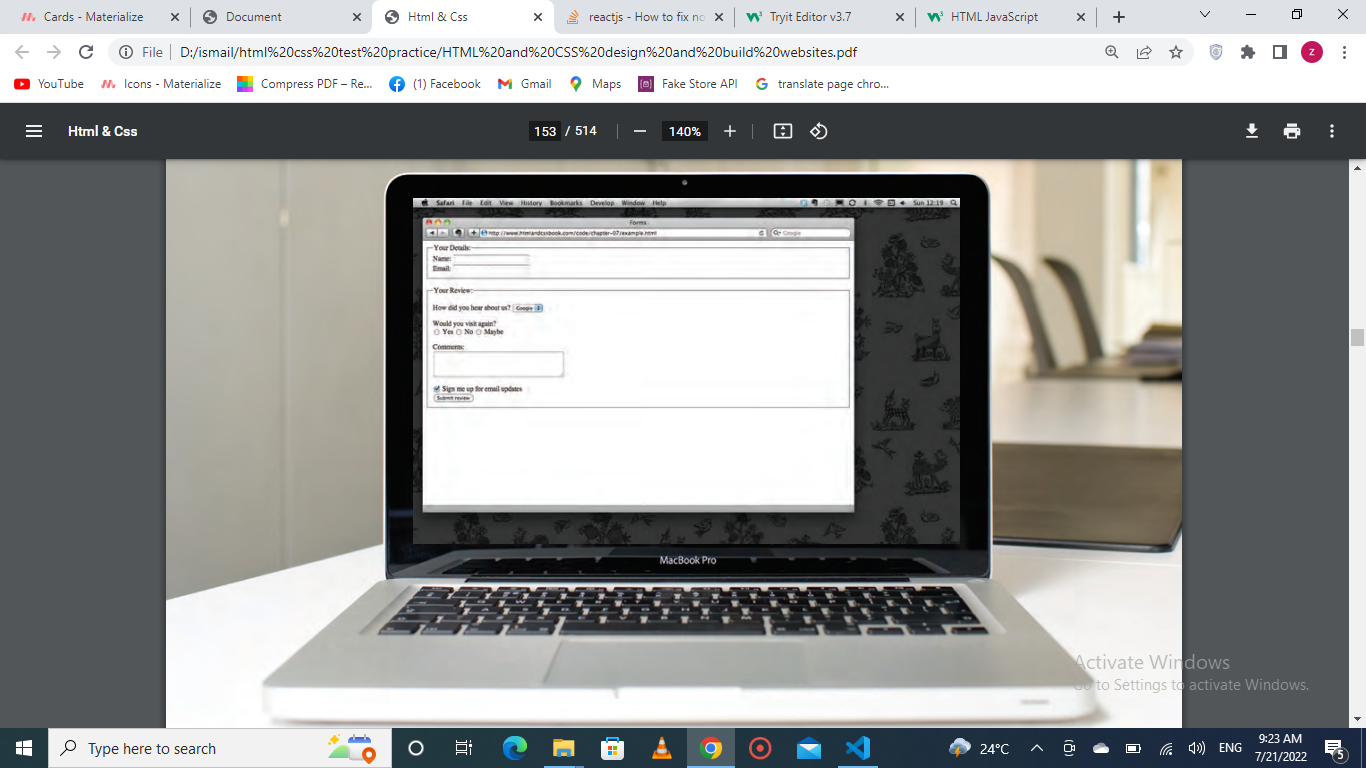 Cards - Materialize
Document
Html & Css
reactjs - How to fix no
Tryit Editor v3.7
HTML JavaScript
File
D:/ismail/html%20css%20test%20practice/HTML%20and%20CSS%20design%20and%20build%20websites.pdf
z
YouTube
Icons - Materialize
Compress PDF – Re...
(1) Facebook
Gmail
Maps
Fake Store API
translate page chro...
Html & Css
153 / 514
140%
Safari File Edit View History Bookmarks Develop Window Help
Sun 12:19
Forms
http://www.htmlandcssbook.com/code/chapter-07/example.html
Google
Your Details:
Name:
Email:
Your Review:
How did you hear about us? Google
Would you visit again?
Yes No Maybe
Comments:
Sign me up for email updates
Submit review
MacBook Pro
Activate Windows
Go to Settings to activate Windows.
Type here to search
24°C
ENG
9:23 AM
7/21/2022
5